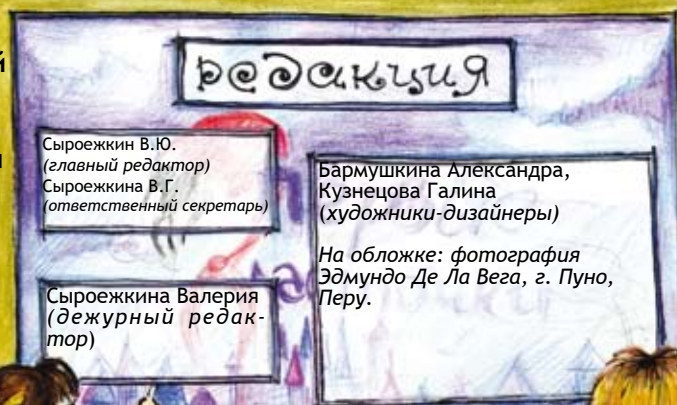 редакция
Сыроежкин В.Ю.
(главный редактор)
Сыроежкина В.Г.
(ответственный секретарь)
Сыроежкина Валерия
(дежурный редак-
тор)
Бармушкина Александра,
Кузнецова Галина
(художники-дизайнеры)
На обложке: фотография
Эдмундо Де Ла Вега, г. Пуно,
Перу.